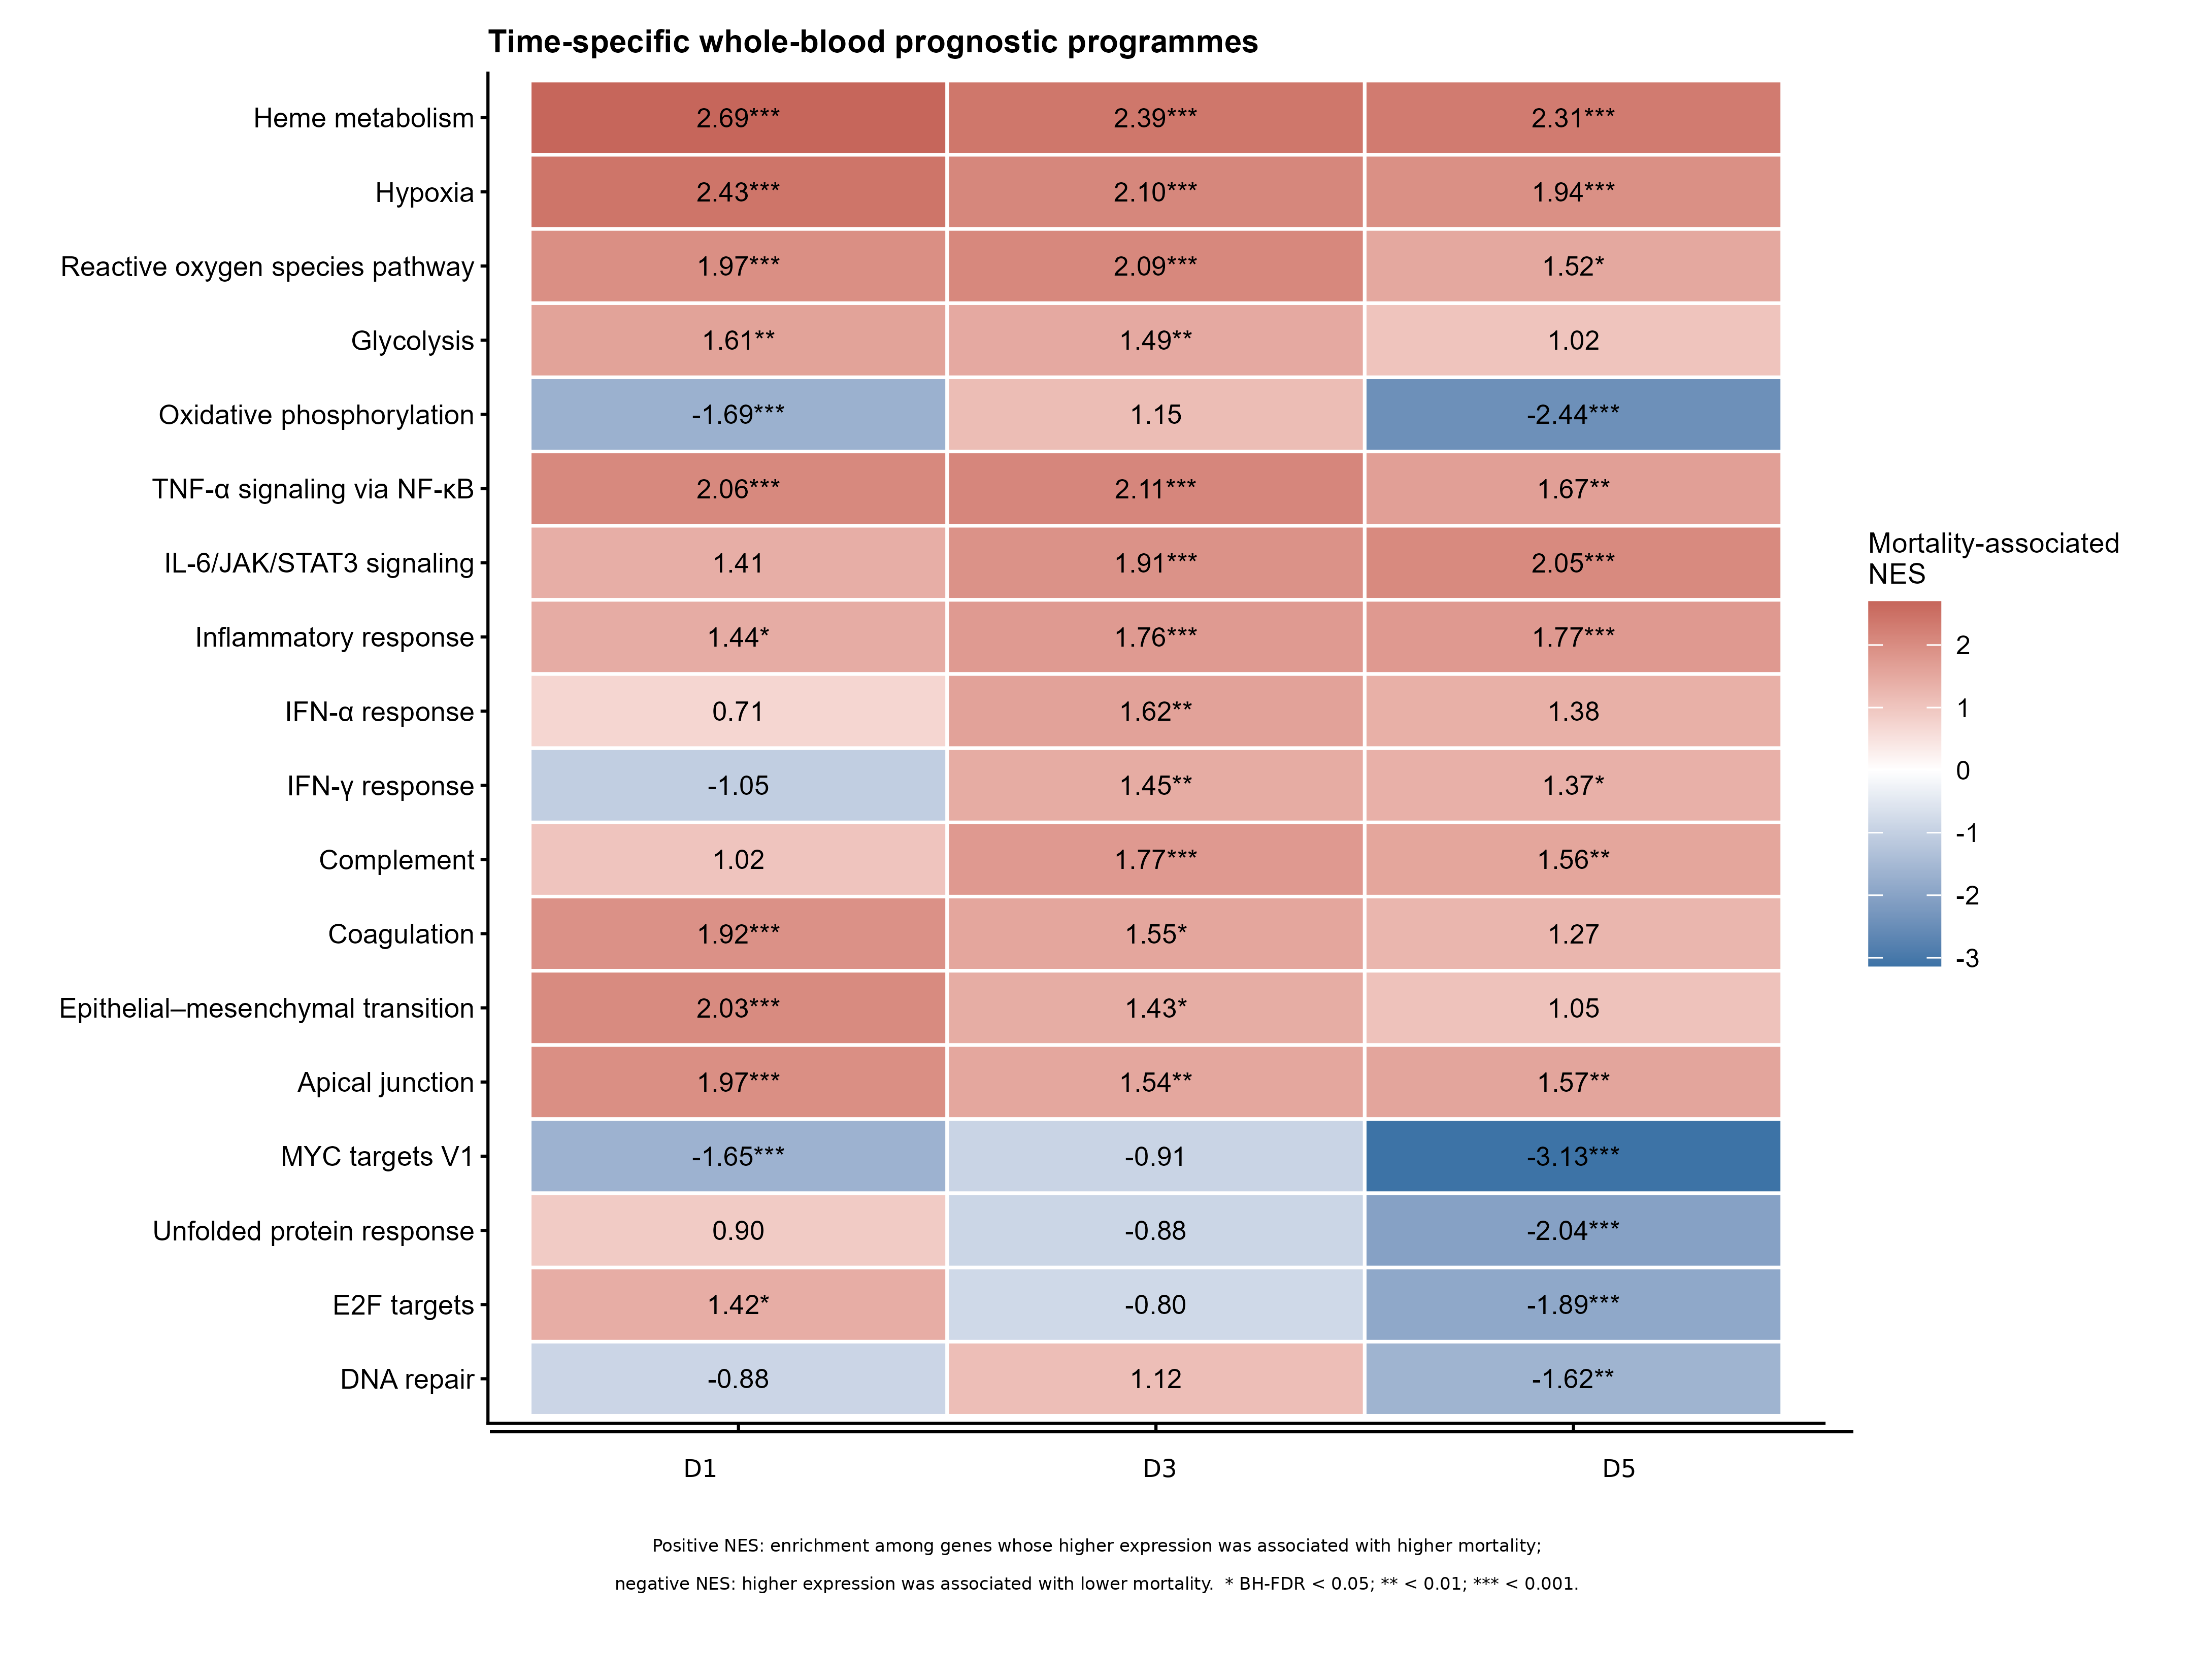 Time-specific whole-blood prognostic programmes
Heme metabolism 2.69*** 2.39*** 2.31***
Hypoxia 2.43*** 2.10*** 1.94***
Reactive oxygen species pathway 1.97*** 2.09*** 1.52*
Glycolysis 1.61** 1.49** 1.02
Oxidative phosphorylation -1.69*** 1.15 -2.44***
TNF-α signaling via NF-κB 2.06*** 2.11*** 1.67**
IL-6/JAK/STAT3 signaling 1.41 1.91*** 2.05***
Inflammatory response 1.44* 1.76*** 1.77***
IFN-α response 0.71 1.62** 1.38
IFN-γ response -1.05 1.45** 1.37*
Complement 1.02 1.77*** 1.56**
Coagulation 1.92*** 1.55* 1.27
Epithelial–mesenchymal transition 2.03*** 1.43* 1.05
Apical junction 1.97*** 1.54** 1.57**
MYC targets V1 -1.65*** -0.91 -3.13***
Unfolded protein response 0.90 -0.88 -2.04***
E2F targets 1.42* -0.80 -1.89***
DNA repair -0.88 1.12 -1.62**
D1 D3 D5
Mortality-associated
NES
2
1
0
-1
-2
-3
Positive NES: enrichment among genes whose higher expression was associated with higher mortality;
negative NES: higher expression was associated with lower mortality.  * BH-FDR < 0.05; ** < 0.01; *** < 0.001.